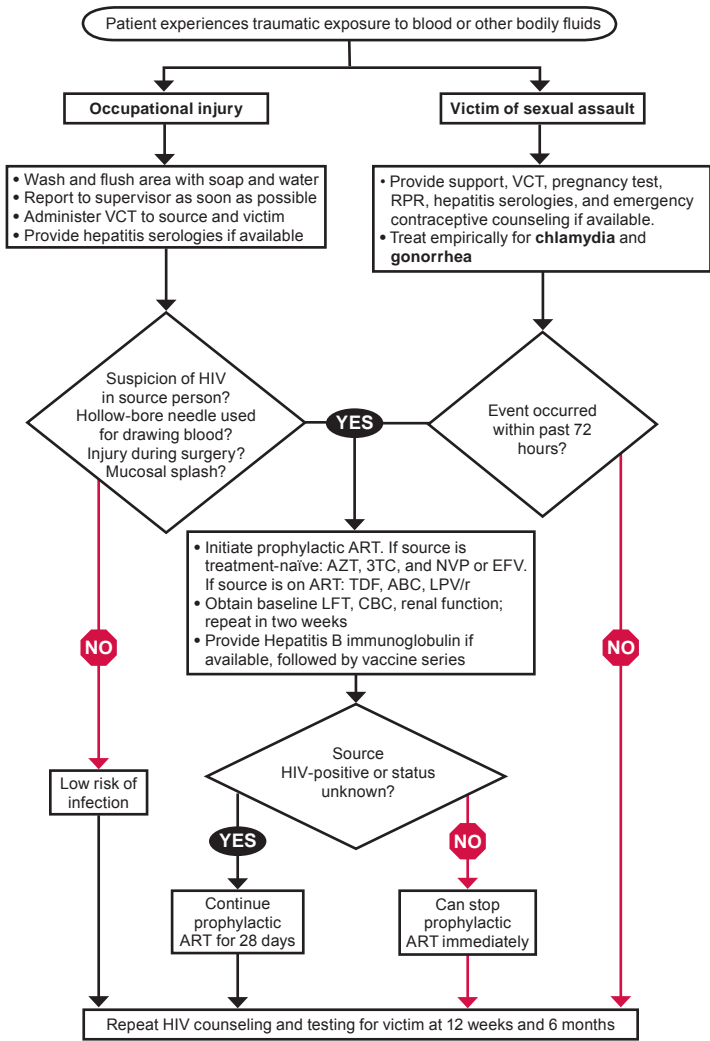 Patient experiences traumatic exposure to blood or other bodily fluids
Occupational injury
Victim of sexual assault
• Wash and flush area with soap and water
• Report to supervisor as soon as possible
• Administer VCT to source and victim
• Provide hepatitis serologies if available
• Provide support, VCT, pregnancy test,
RPR, hepatitis serologies, and emergency
contraceptive counseling if available.
• Treat empirically for chlamydia and
gonorrhea
Suspicion of HIV
in source person?
Hollow-bore needle used
for drawing blood?
Injury during surgery?
Mucosal splash?
YES
Event occurred
within past 72
hours?
• Initiate prophylactic ART. If source is
treatment-naïve: AZT, 3TC, and NVP or EFV.
If source is on ART: TDF, ABC, LPV/r
• Obtain baseline LFT, CBC, renal function;
repeat in two weeks
• Provide Hepatitis B immunoglobulin if
available, followed by vaccine series
NO
NO
Source
HIV-positive or status
unknown?
Low risk of
infection
YES
NO
Continue
prophylactic
ART for 28 days
Can stop
prophylactic
ART immediately
Repeat HIV counseling and testing for victim at 12 weeks and 6 months